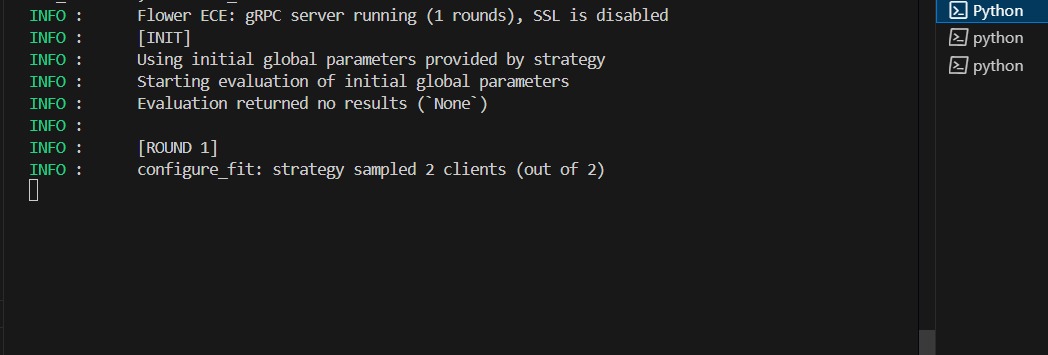 INFO :      Flower ECE: gRPC server running (1 rounds), SSL is disabled
INFO :      [INIT]
INFO :      Using initial global parameters provided by strategy
INFO :      Starting evaluation of initial global parameters
INFO :      Evaluation returned no results (`None`)
INFO :
INFO :      [ROUND 1]
INFO :      configure_fit: strategy sampled 2 clients (out of 2)
Python
python
python